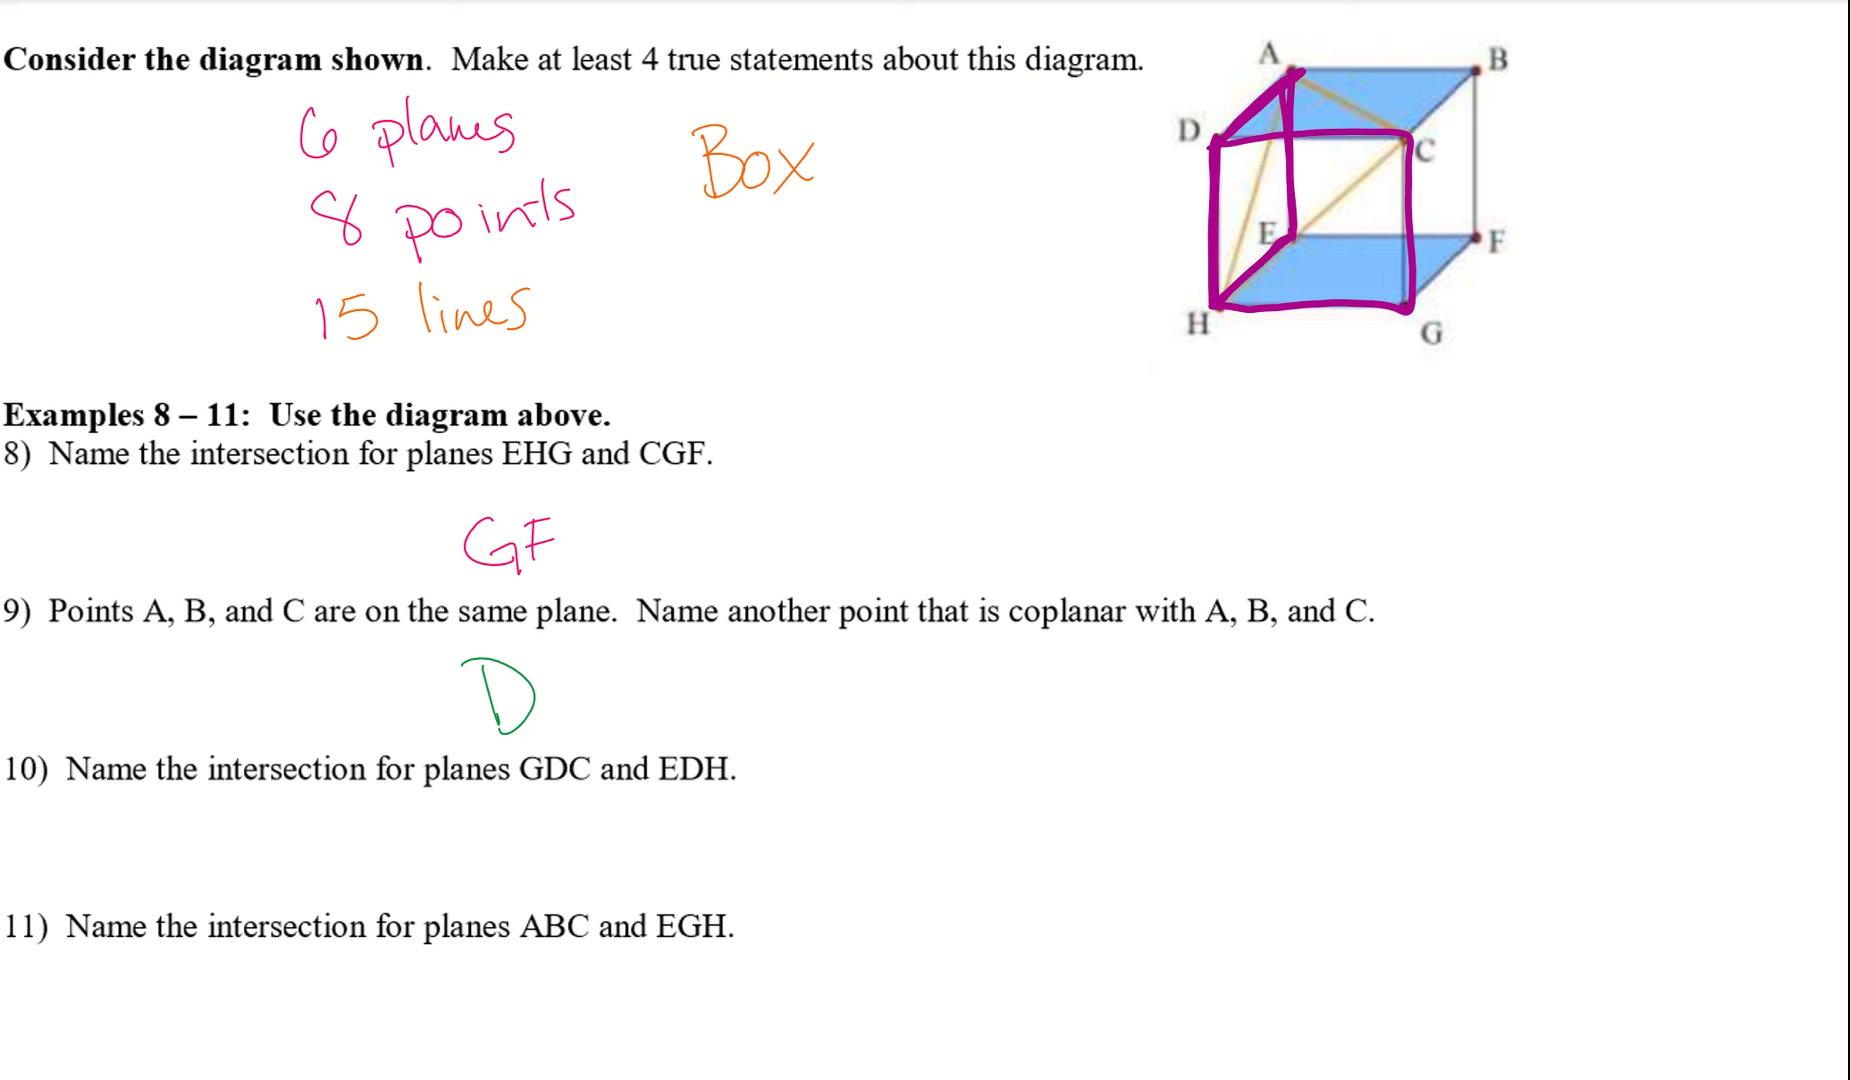 Consider the diagram shown. Make at least 4 true statements about this diagram.
6 planes
8 points
15 lines
Box
A
B
D
C
E
F
H
G
Examples 8 – 11: Use the diagram above.
8) Name the intersection for planes EHG and CGF.
GF
9) Points A, B, and C are on the same plane. Name another point that is coplanar with A, B, and C.
D
10) Name the intersection for planes GDC and EDH.
11) Name the intersection for planes ABC and EGH.